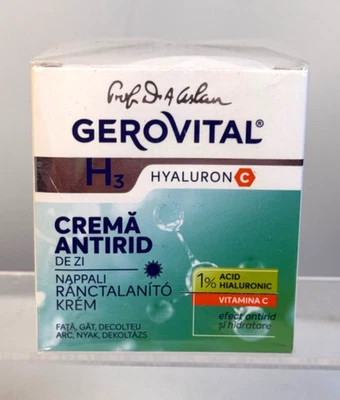 Prof. Dr. A. Aslan
GEROVITAL®
H3 HYALURON C
CREMĂ
ANTIRID
DE ZI
NAPPALI
RÁNCTALANÍTÓ
KRÉM
FAȚĂ, GÂT, DECOLTEU
ARC, NYAK, DEKOLTÁZS
1% ACID
HIALURONIC
VITAMINA C
efect antirid
și hidratare